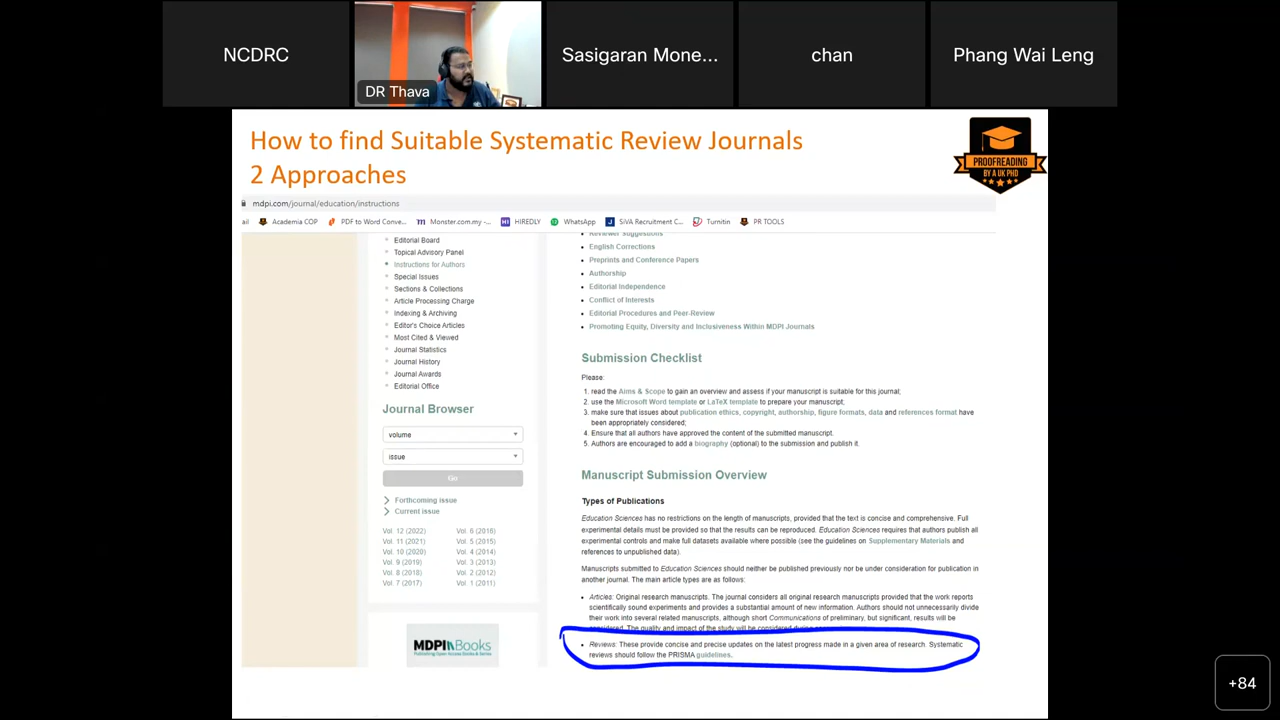 NCDRC
DR Thava
Sasigaran Mone...
chan
Phang Wai Leng
How to find Suitable Systematic Review Journals
2 Approaches
PROOFREADING
BY A UK PHD
mdpi.com/journal/education/instructions
ail
Academia COP
PDF to Word Conve...
Monster.com.my -...
HIREDLY
WhatsApp
SiVA Recruitment C...
Turnitin
PR TOOLS
Editorial Board
Topical Advisory Panel
Instructions for Authors
Special Issues
Sections & Collections
Article Processing Charge
Indexing & Archiving
Editor's Choice Articles
Most Cited & Viewed
Journal Statistics
Journal History
Journal Awards
Editorial Office
Journal Browser
volume
issue
Go
Forthcoming issue
Current issue
Vol. 12 (2022) Vol. 6 (2016)
Vol. 11 (2021) Vol. 5 (2015)
Vol. 10 (2020) Vol. 4 (2014)
Vol. 9 (2019) Vol. 3 (2013)
Vol. 8 (2018) Vol. 2 (2012)
Vol. 7 (2017) Vol. 1 (2011)
MDPI Books
Publishing Open Access Books & Series
Reviewer Suggestions
English Corrections
Preprints and Conference Papers
Authorship
Editorial Independence
Conflict of Interests
Editorial Procedures and Peer-Review
Promoting Equity, Diversity and Inclusiveness Within MDPI Journals
Submission Checklist
Please:
1. read the Aims & Scope to gain an overview and assess if your manuscript is suitable for this journal;
2. use the Microsoft Word template or LaTeX template to prepare your manuscript;
3. make sure that issues about publication ethics, copyright, authorship, figure formats, data and references format have
been appropriately considered;
4. Ensure that all authors have approved the content of the submitted manuscript.
5. Authors are encouraged to add a biography (optional) to the submission and publish it.
Manuscript Submission Overview
Types of Publications
Education Sciences has no restrictions on the length of manuscripts, provided that the text is concise and comprehensive. Full
experimental details must be provided so that the results can be reproduced. Education Sciences requires that authors publish all
experimental controls and make full datasets available where possible (see the guidelines on Supplementary Materials and
references to unpublished data).
Manuscripts submitted to Education Sciences should neither be published previously nor be under consideration for publication in
another journal. The main article types are as follows:
Articles: Original research manuscripts. The journal considers all original research manuscripts provided that the work reports
scientifically sound experiments and provides a substantial amount of new information. Authors should not unnecessarily divide
their work into several related manuscripts, although short Communications of preliminary, but significant, results will be
considered. The quality and impact of the study will be considered during
Reviews: These provide concise and precise updates on the latest progress made in a given area of research. Systematic
reviews should follow the PRISMA guidelines.
+84